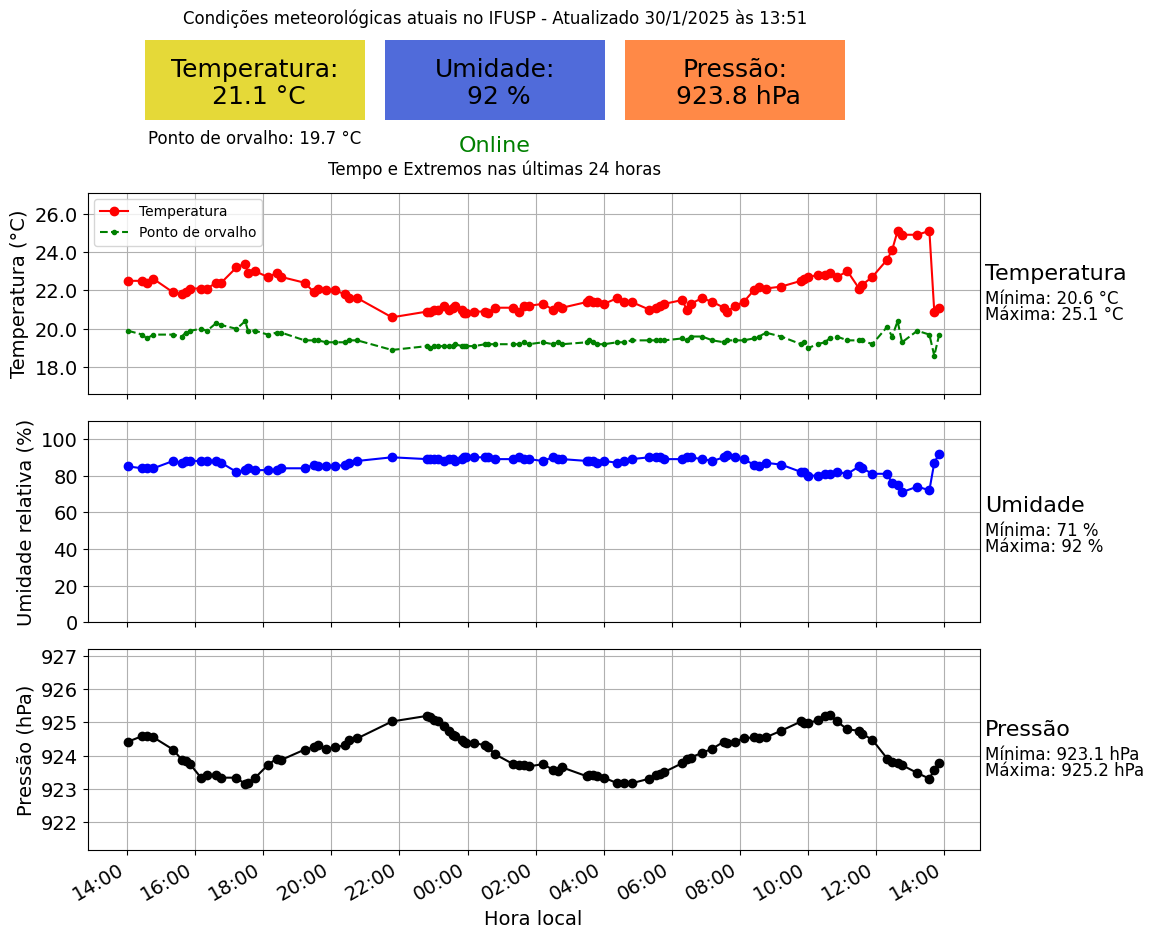 Condições meteorológicas atuais no IFUSP - Atualizado 30/1/2025 às 13:51
Temperatura:
21.1 °C
Umidade:
92 %
Pressão:
923.8 hPa
Ponto de orvalho: 19.7 °C
Online
Tempo e Extremos nas últimas 24 horas
Temperatura (°C)
26.0
24.0
22.0
20.0
18.0
Temperatura
Ponto de orvalho
Temperatura
Mínima: 20.6 °C
Máxima: 25.1 °C
Umidade relativa (%)
100
80
60
40
20
0
Umidade
Mínima: 71 %
Máxima: 92 %
Pressão (hPa)
927
926
925
924
923
922
Pressão
Mínima: 923.1 hPa
Máxima: 925.2 hPa
14:00 16:00 18:00 20:00 22:00 00:00 02:00 04:00 06:00 08:00 10:00 12:00 14:00
Hora local